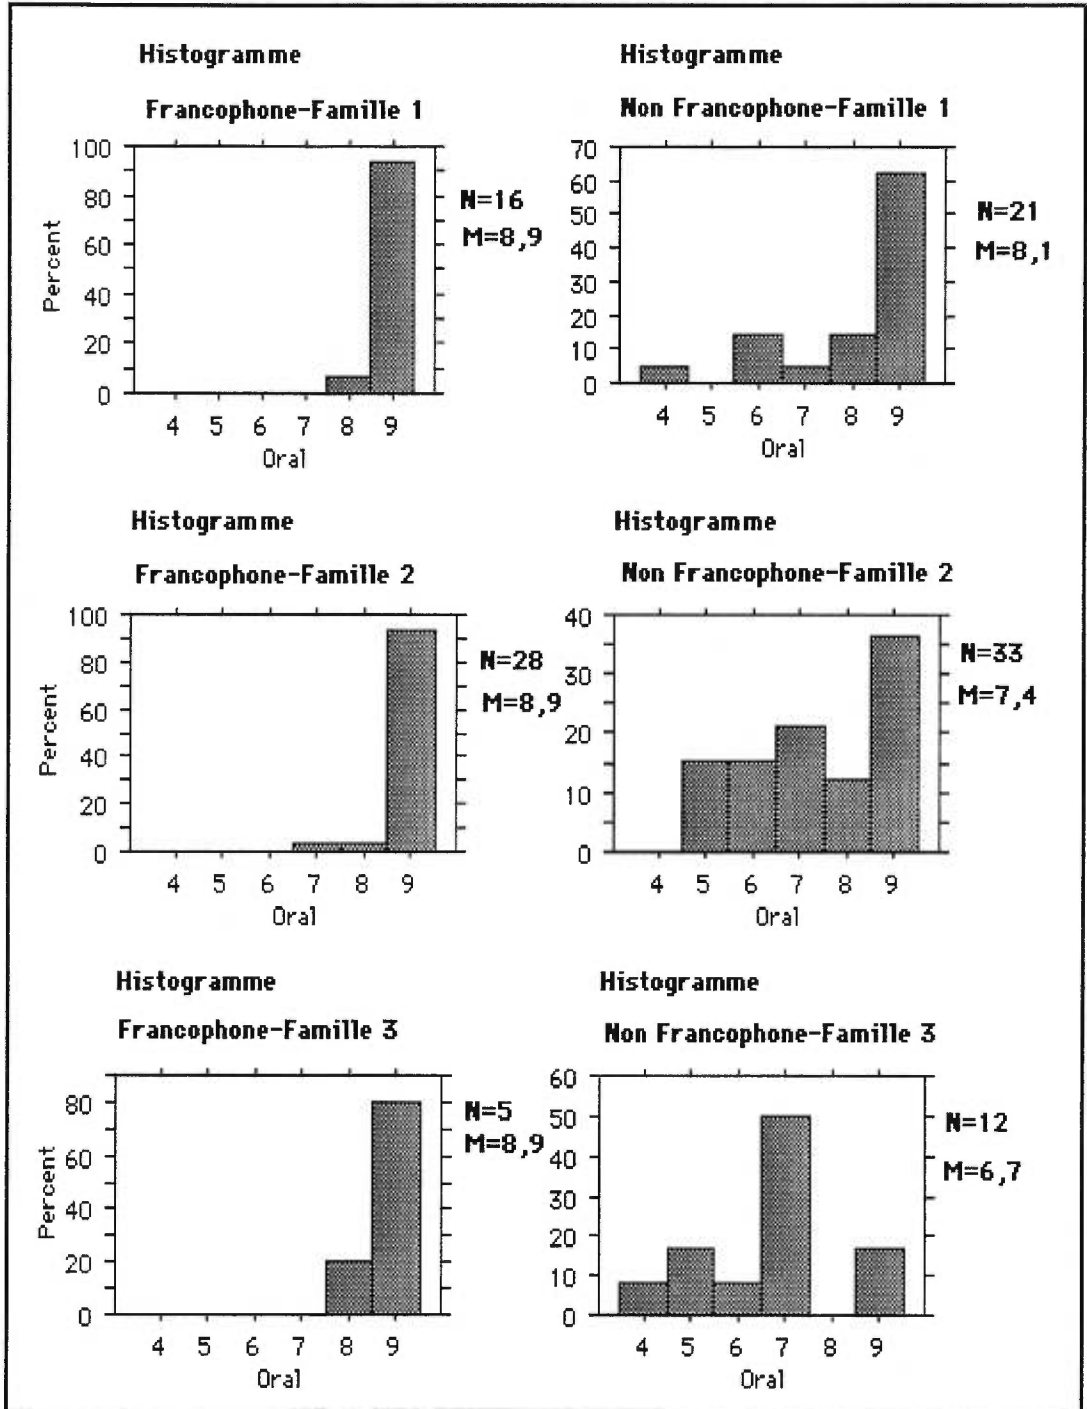 Histogramme
Francophone-Famille 1
100
80
60
40
20
0
Percent
4 5 6 7 8 9
Oral
N=16
M=8,9
Histogramme
Non Francophone-Famille 1
70
60
50
40
30
20
10
0
4 5 6 7 8 9
Oral
N=21
M=8,1
Histogramme
Francophone-Famille 2
100
80
60
40
20
0
Percent
4 5 6 7 8 9
Oral
N=28
M=8,9
Histogramme
Non Francophone-Famille 2
40
30
20
10
0
4 5 6 7 8 9
Oral
N=33
M=7,4
Histogramme
Francophone-Famille 3
80
60
40
20
0
Percent
4 5 6 7 8 9
Oral
N=5
M=8,9
Histogramme
Non Francophone-Famille 3
60
50
40
30
20
10
0
4 5 6 7 8 9
Oral
N=12
M=6,7